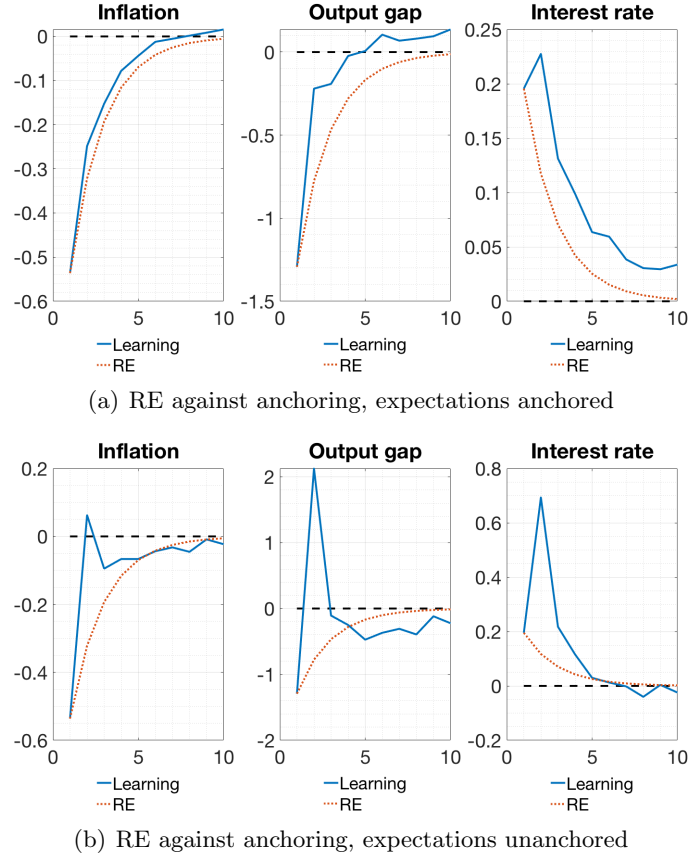 Inflation
Output gap
Interest rate
0
-0.1
-0.2
-0.3
-0.4
-0.5
-0.6
0 5 10
0
-0.5
-1
-1.5
0 5 10
0.25
0.2
0.15
0.1
0.05
0
0 5 10
Learning
RE
Learning
RE
Learning
RE
(a) RE against anchoring, expectations anchored
Inflation
Output gap
Interest rate
0.2
0
-0.2
-0.4
-0.6
0 5 10
2
1
0
-1
-2
0 5 10
0.8
0.6
0.4
0.2
0
-0.2
0 5 10
Learning
RE
Learning
RE
Learning
RE
(b) RE against anchoring, expectations unanchored